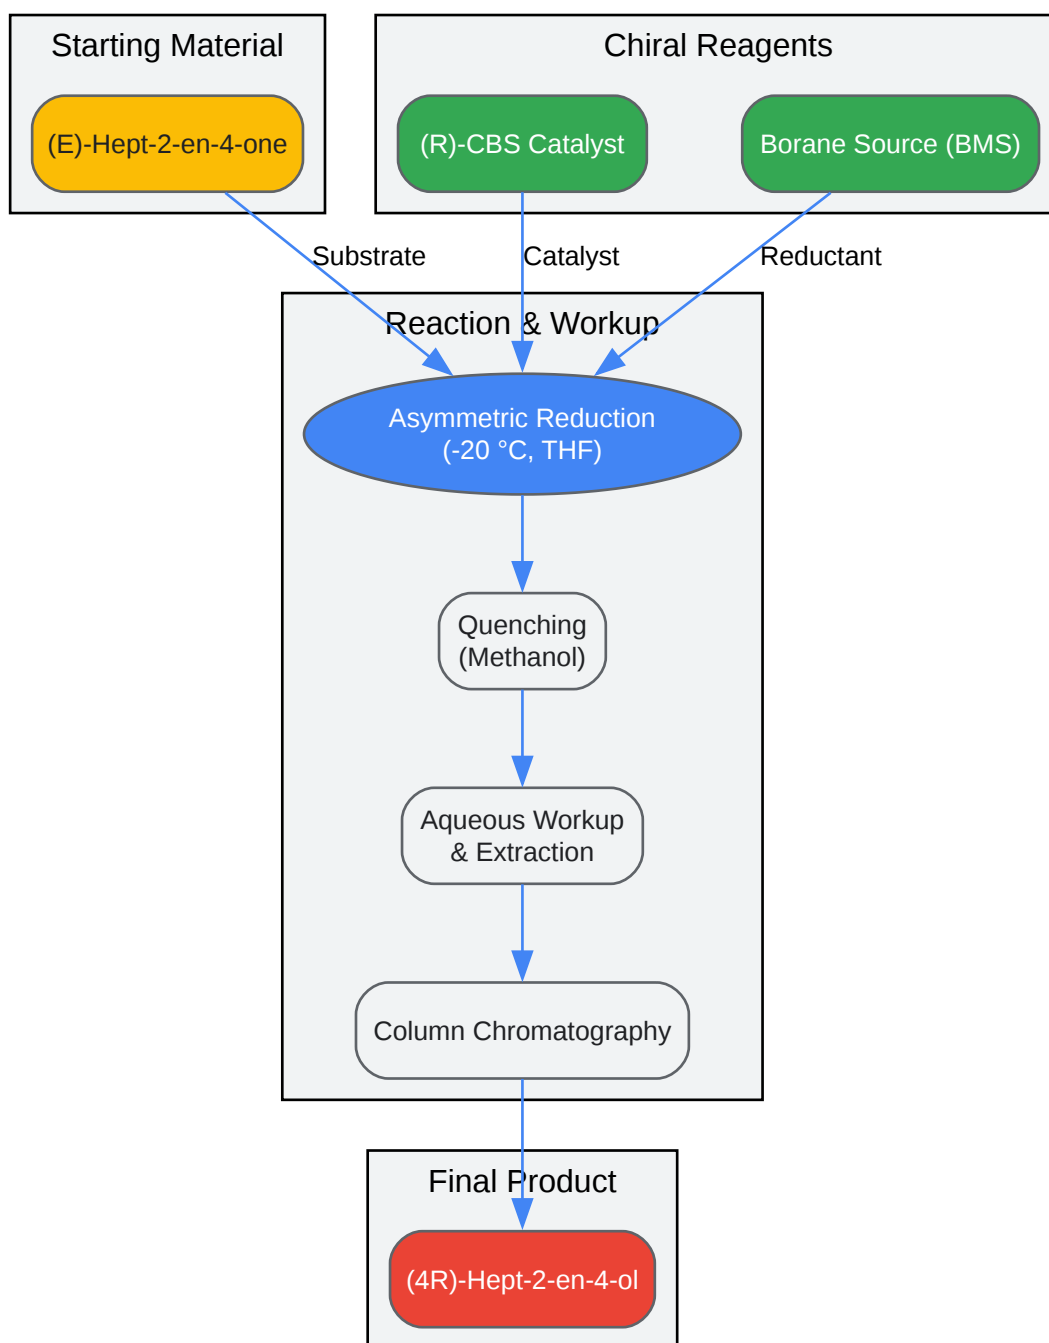 Starting Material
Chiral Reagents
(E)-Hept-2-en-4-one
(R)-CBS Catalyst
Borane Source (BMS)
Substrate
Catalyst
Reductant
Reaction & Workup
Asymmetric Reduction
(-20 °C, THF)
Quenching
(Methanol)
Aqueous Workup
& Extraction
Column Chromatography
Final Product
(4R)-Hept-2-en-4-ol